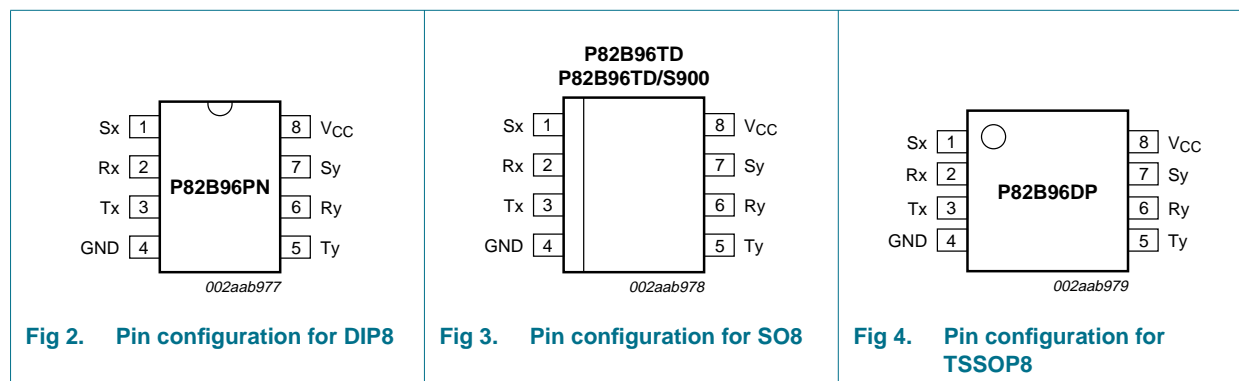 Sx 1
Rx 2
Tx 3
GND 4
P82B96PN
8 VCC
7 Sy
6 Ry
5 Ty
002aab977
Fig 2. Pin configuration for DIP8
P82B96TD
P82B96TD/S900
Sx 1
Rx 2
Tx 3
GND 4
8 VCC
7 Sy
6 Ry
5 Ty
002aab978
Fig 3. Pin configuration for SO8
Sx 1
Rx 2
Tx 3
GND 4
P82B96DP
8 VCC
7 Sy
6 Ry
5 Ty
002aab979
Fig 4. Pin configuration for
TSSOP8